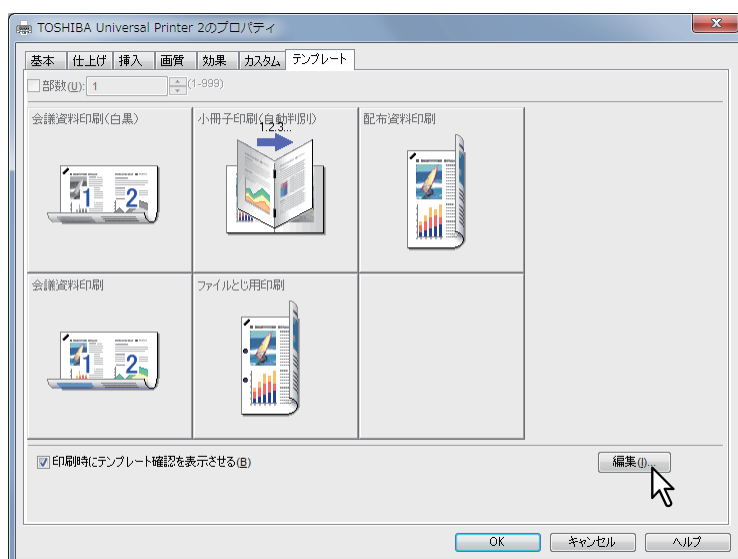 TOSHIBA Universal Printer 2のプロパティ
基本 仕上げ 挿入 画質 効果 カスタム テンプレート
部数(U): 1 (1-999)
会議資料印刷(白黒) 小冊子印刷(自動判別) 配布資料印刷
1.2.3...
1 2
会議資料印刷 ファイルとじ用印刷
1 2
印刷時にテンプレート確認を表示させる(B)
編集(J)...
OK キャンセル ヘルプ